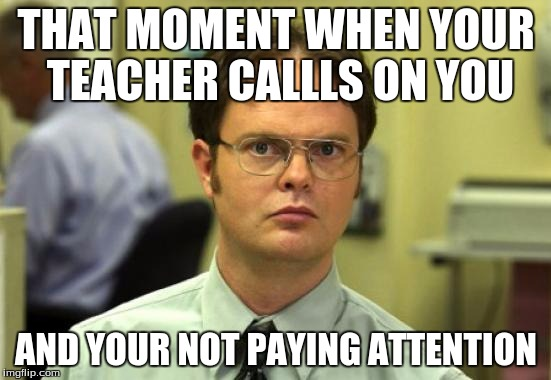 THAT MOMENT WHEN YOUR
TEACHER CALLLS ON YOU
AND YOUR NOT PAYING ATTENTION
imgflip.com